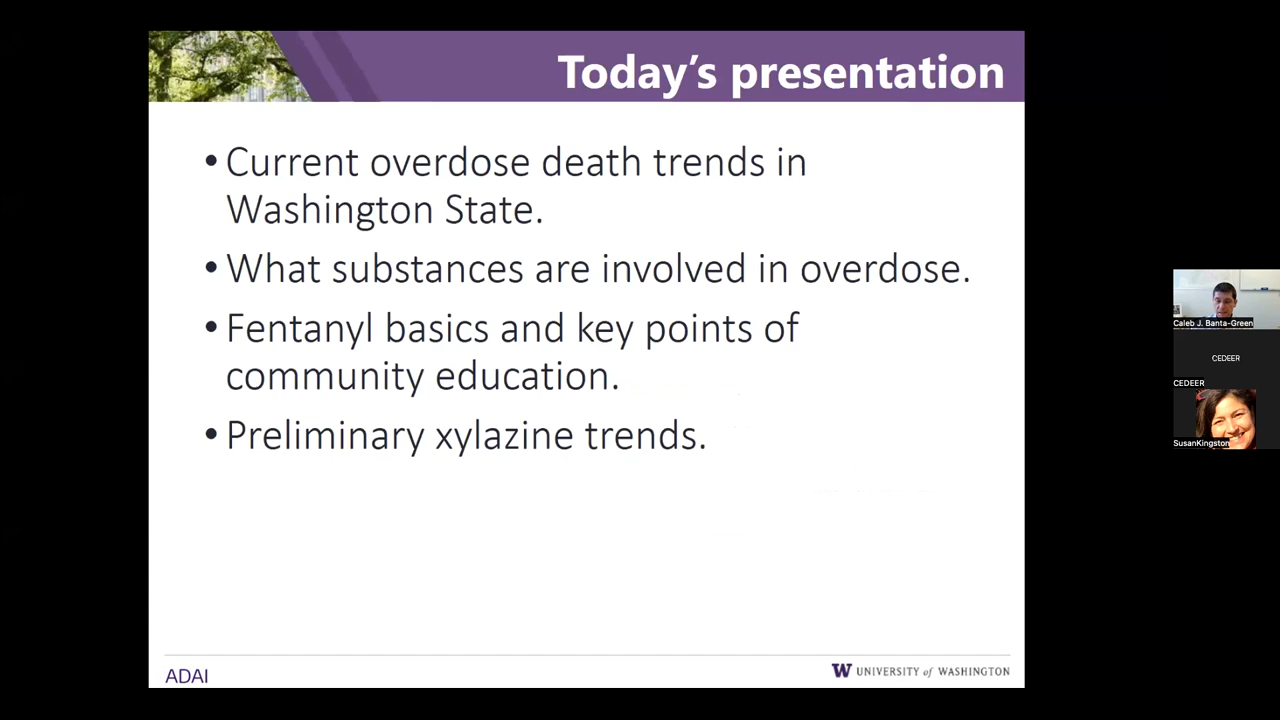 Today's presentation
• Current overdose death trends in
Washington State.
• What substances are involved in overdose.
• Fentanyl basics and key points of
community education.
• Preliminary xylazine trends.
ADAI
W UNIVERSITY of WASHINGTON
Caleb J. Banta-Green
CEDEER
CEDEER
SusanKingston